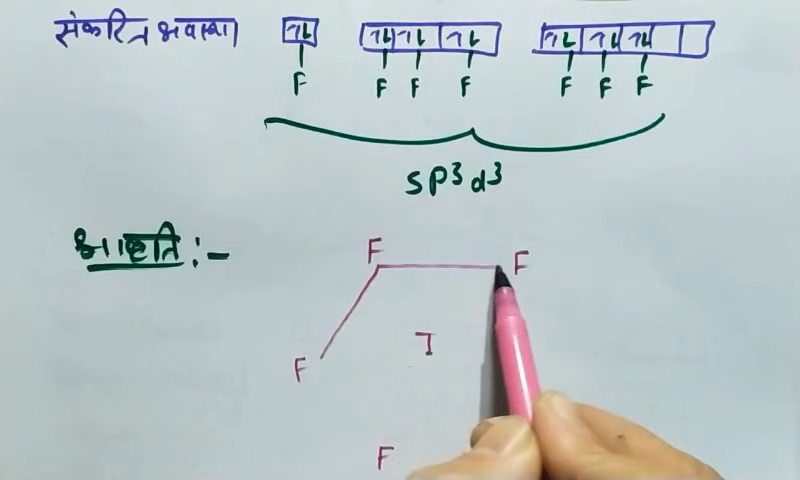 संकरित अवस्था
F F F F F F F
sp³d³
आकृति :-
F F
I
F
F